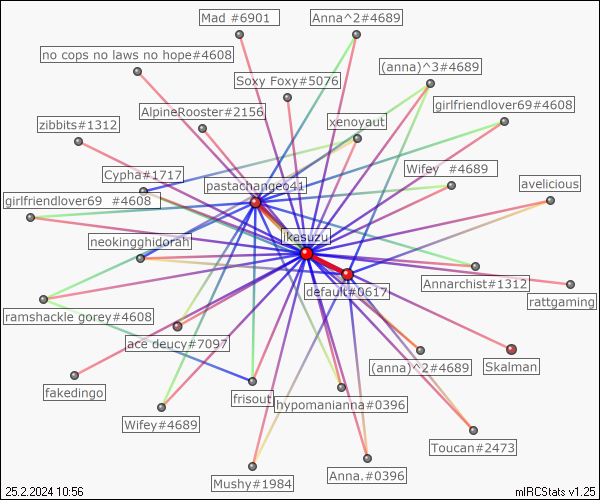 Mad #6901
Anna^2#4689
no cops no laws no hope#4608
(anna)^3#4689
Soxy Foxy#5076
girlfriendlover69#4608
AlpineRooster#2156
xenoyaut
zibbits#1312
Cypha#1717
Wifey #4689
pastachangeo41
avelicious
girlfriendlover69 #4608
ikasuzu
neokingghidorah
Annarchist#1312
default#0617
rattgaming
ramshackle gorey#4608
ace deucy#7097
(anna)^2#4689
Skalman
fakedingo
frisout
hypomanianna#0396
Wifey#4689
Toucan#2473
Anna.#0396
Mushy#1984
25.2.2024 10:56
mIRCStats v1.25